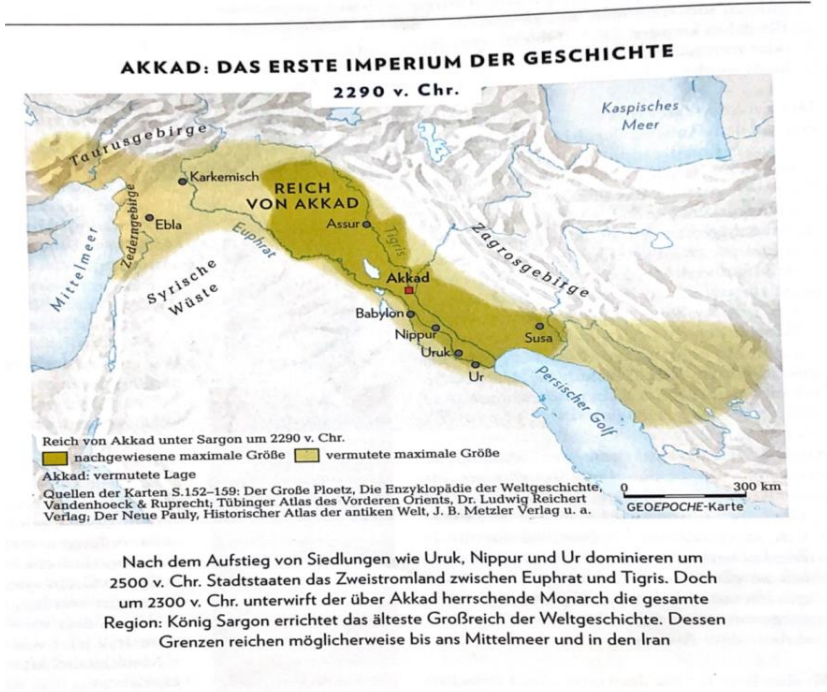 AKKAD: DAS ERSTE IMPERIUM DER GESCHICHTE
2290 v. Chr.
Kaspisches
Meer
Taurusgebirge
Karkemisch
REICH
VON AKKAD
Zederngebirge
Ebla
Assur
Tigris
Euphrat
Zagrosgebirge
Mittelmeer
Syrische
Wüste
Akkad
Babylon
Nippur
Susa
Uruk
Ur
Persischer Golf
Reich von Akkad unter Sargon um 2290 v. Chr.
nachgewiesene maximale Größe vermutete maximale Größe
Akkad: vermutete Lage
Quellen der Karten S.152–159: Der Große Ploetz, Die Enzyklopädie der Weltgeschichte,
Vandenhoeck & Ruprecht; Tübinger Atlas des Vorderen Orients, Dr. Ludwig Reichert
Verlag; Der Neue Pauly, Historischer Atlas der antiken Welt, J. B. Metzler Verlag u. a.
0 300 km
GEOEPOCHE-Karte
Nach dem Aufstieg von Siedlungen wie Uruk, Nippur und Ur dominieren um
2500 v. Chr. Stadtstaaten das Zweistromland zwischen Euphrat und Tigris. Doch
um 2300 v. Chr. unterwirft der über Akkad herrschende Monarch die gesamte
Region: König Sargon errichtet das älteste Großreich der Weltgeschichte. Dessen
Grenzen reichen möglicherweise bis ans Mittelmeer und in den Iran